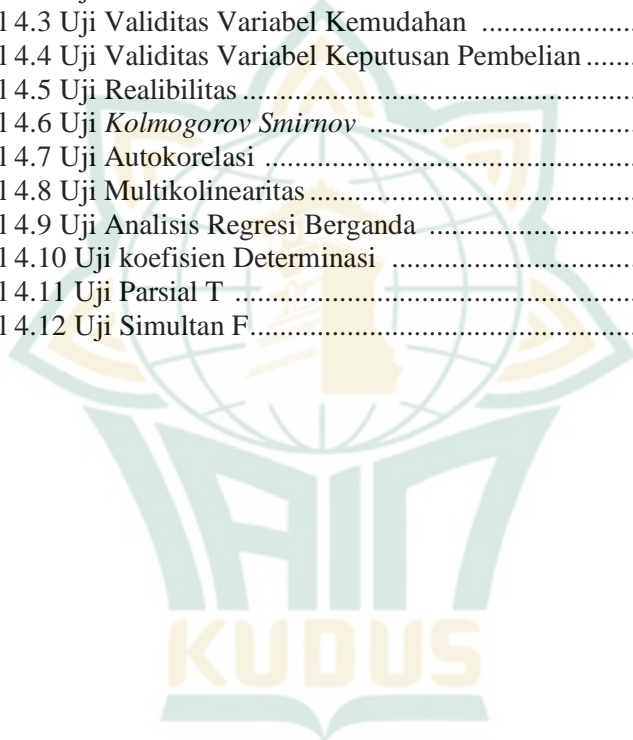 l 4.3 Uji Validitas Variabel Kemudahan ......................
l 4.4 Uji Validitas Variabel Keputusan Pembelian .......
l 4.5 Uji Realibilitas ....................................................
l 4.6 Uji Kolmogorov Smirnov ....................................
l 4.7 Uji Autokorelasi ..................................................
l 4.8 Uji Multikolinearitas ...........................................
l 4.9 Uji Analisis Regresi Berganda ............................
l 4.10 Uji koefisien Determinasi .................................
l 4.11 Uji Parsial T ......................................................
l 4.12 Uji Simultan F....................................................
IAIN
KUDUS